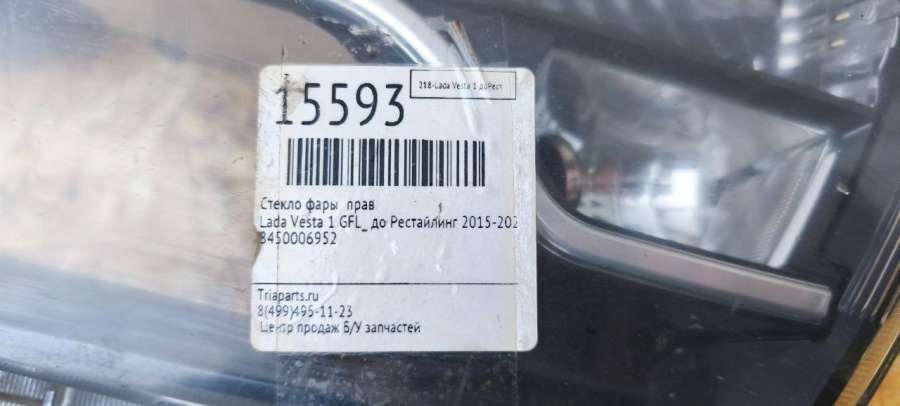 15593
218-Lada Vesta 1 доРест
Стекло фары прав
Lada Vesta 1 GFL_ до Рестайлинг 2015-202
8450006952
Triaparts.ru
8(499)495-11-23
Центр продаж Б/У запчастей